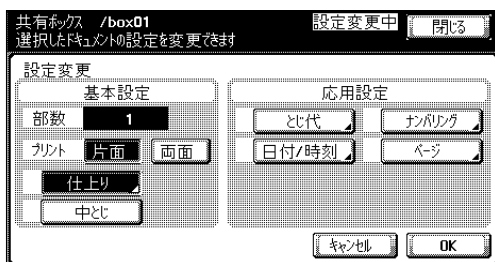 共有ボックス /box01 設定変更中 閉じる
選択したドキュメントの設定を変更できます
設定変更
基本設定 応用設定
部数 1 とじ代 ナンバリング
プリント 片面 両面 日付/時刻 ページ
仕上り
中とじ
キャンセル OK